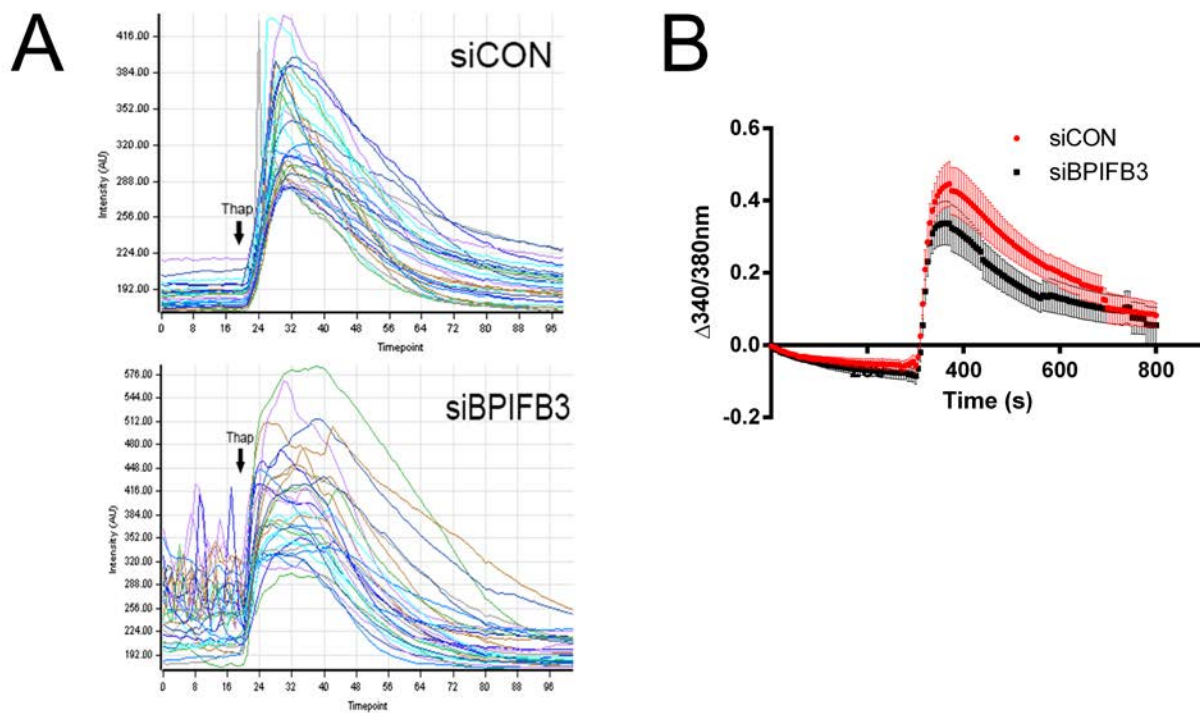 A
siCON
416.00
384.00
352.00
320.00
288.00
256.00
224.00
192.00
Intensity (AU)
Thap
0 8 16 24 32 40 48 56 64 72 80 88 96
Timepoint
siBPIFB3
576.00
544.00
512.00
480.00
448.00
416.00
384.00
352.00
320.00
288.00
256.00
224.00
192.00
Intensity (AU)
Thap
0 8 16 24 32 40 48 56 64 72 80 88 96
Timepoint
B
siCON
siBPIFB3
0.6
0.4
0.2
0.0
-0.2
Δ340/380nm
200 400 600 800
Time (s)